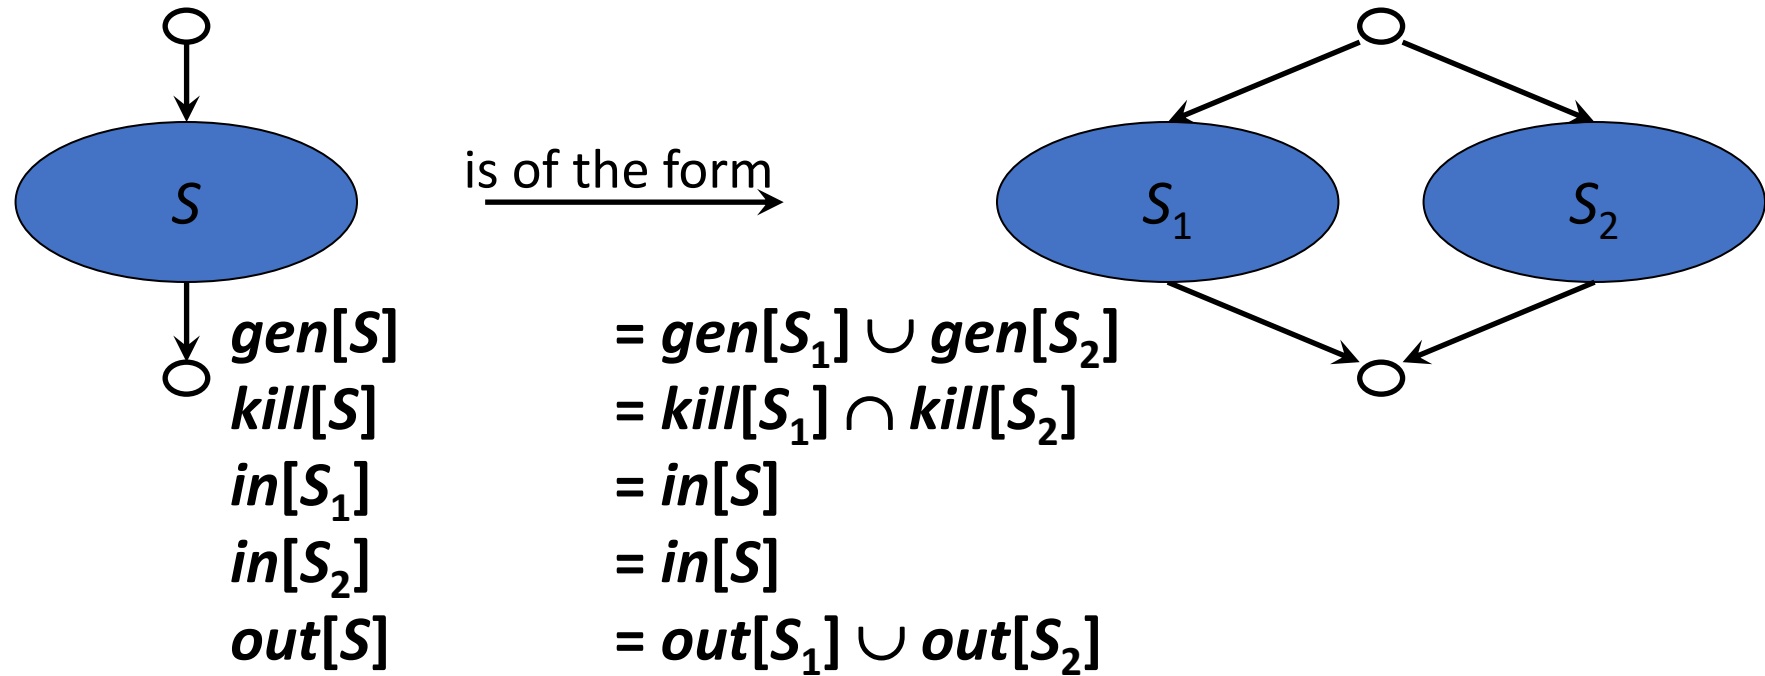 S
is of the form
S₁
S₂
gen[S] = gen[S₁] ∪ gen[S₂]
kill[S] = kill[S₁] ∩ kill[S₂]
in[S₁] = in[S]
in[S₂] = in[S]
out[S] = out[S₁] ∪ out[S₂]